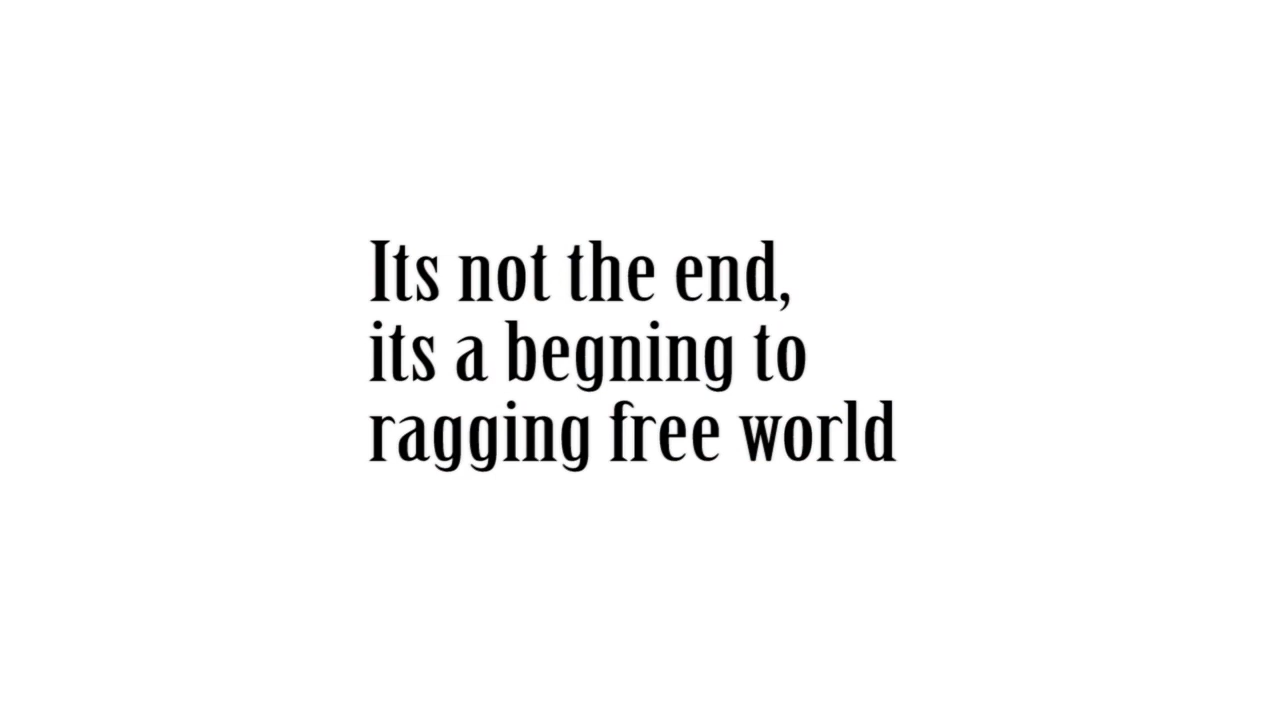 Its not the end,
its a begning to
ragging free world